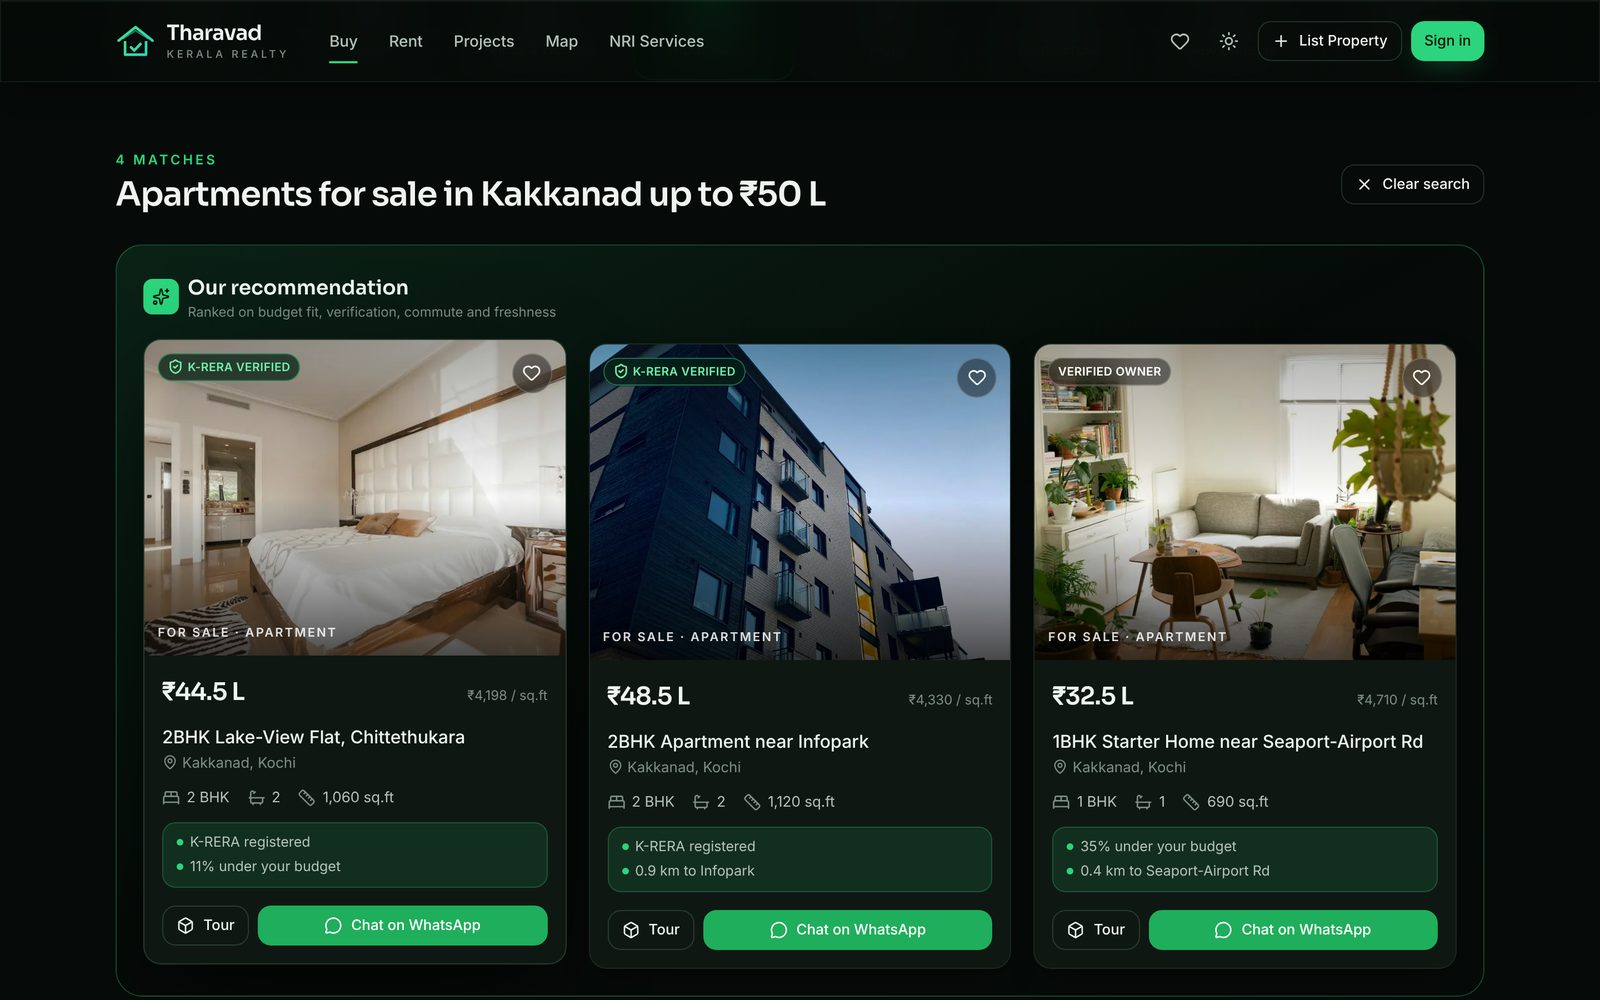 Tharavad
KERALA REALTY
Buy
Rent
Projects
Map
NRI Services
List Property
Sign in
4 MATCHES
Apartments for sale in Kakkanad up to ₹50 L
Clear search
Our recommendation
Ranked on budget fit, verification, commute and freshness
K-RERA VERIFIED
FOR SALE · APARTMENT
₹44.5 L
₹4,198 / sq.ft
2BHK Lake-View Flat, Chittethukara
Kakkanad, Kochi
2 BHK
2
1,060 sq.ft
K-RERA registered
11% under your budget
Tour
Chat on WhatsApp
K-RERA VERIFIED
FOR SALE · APARTMENT
₹48.5 L
₹4,330 / sq.ft
2BHK Apartment near Infopark
Kakkanad, Kochi
2 BHK
2
1,120 sq.ft
K-RERA registered
0.9 km to Infopark
Tour
Chat on WhatsApp
VERIFIED OWNER
FOR SALE · APARTMENT
₹32.5 L
₹4,710 / sq.ft
1BHK Starter Home near Seaport-Airport Rd
Kakkanad, Kochi
1 BHK
1
690 sq.ft
35% under your budget
0.4 km to Seaport-Airport Rd
Tour
Chat on WhatsApp